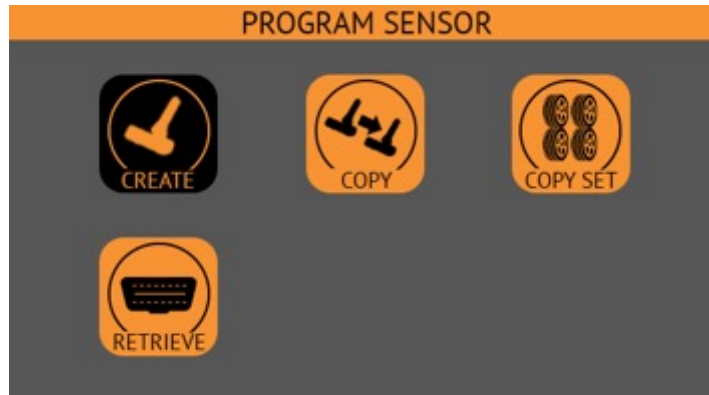 PROGRAM SENSOR
CREATE
COPY
COPY SET
RETRIEVE